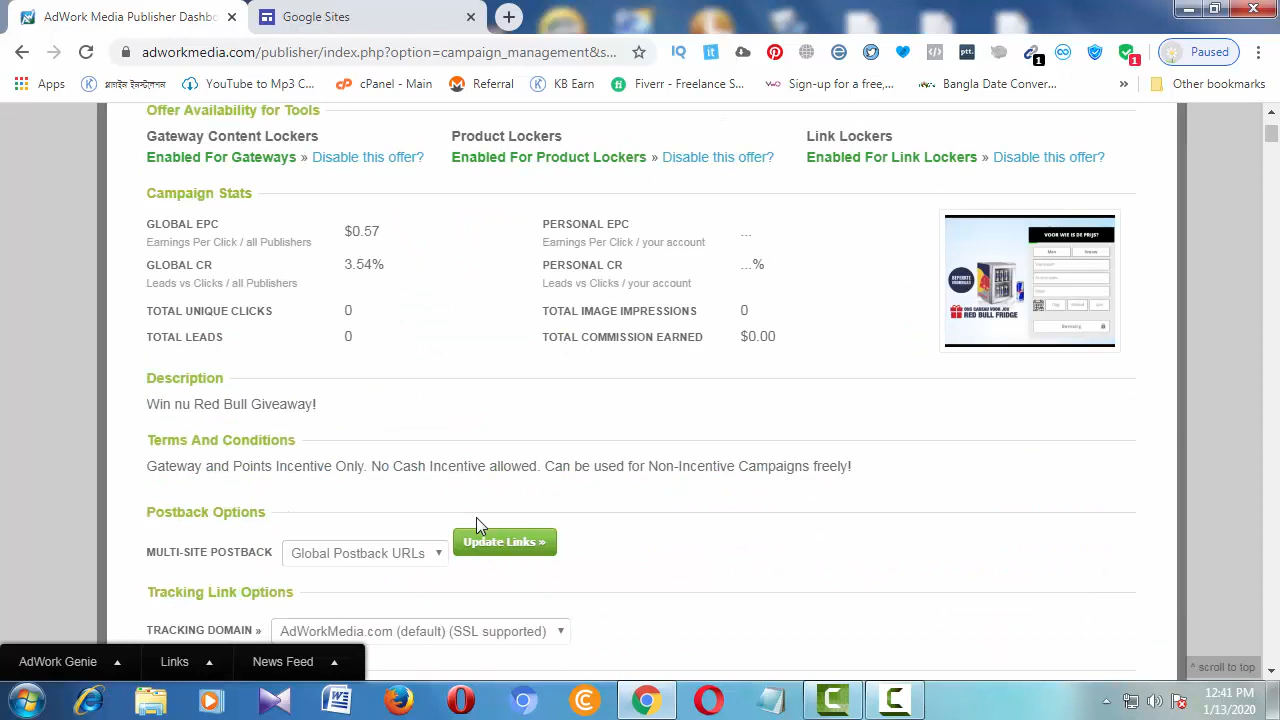 AdWork Media Publisher Dashbo
Google Sites
adworkmedia.com/publisher/index.php?option=campaign_management&s...
Paused
Apps
YouTube to Mp3 C...
cPanel - Main
Referral
KB Earn
Fiverr - Freelance S...
Sign-up for a free,...
Bangla Date Conver...
»
Other bookmarks
Offer Availability for Tools
Gateway Content Lockers
Product Lockers
Link Lockers
Enabled For Gateways » Disable this offer?
Enabled For Product Lockers » Disable this offer?
Enabled For Link Lockers » Disable this offer?
Campaign Stats
GLOBAL EPC
Earnings Per Click / all Publishers
$0.57
PERSONAL EPC
Earnings Per Click / your account
...
GLOBAL CR
Leads vs Clicks / all Publishers
PERSONAL CR
Leads vs Clicks / your account
...%
TOTAL UNIQUE CLICKS
0
TOTAL IMAGE IMPRESSIONS
0
TOTAL LEADS
0
TOTAL COMMISSION EARNED
$0.00
VOOR WIE IS DE PRIJS?
RED BULL FRIDGE
Description
Win nu Red Bull Giveaway!
Terms And Conditions
Gateway and Points Incentive Only. No Cash Incentive allowed. Can be used for Non-Incentive Campaigns freely!
Postback Options
MULTI-SITE POSTBACK
Global Postback URLs
Update Links »
Tracking Link Options
TRACKING DOMAIN »
AdWorkMedia.com (default) (SSL supported)
AdWork Genie
Links
News Feed
^ scroll to top
12:41 PM
1/13/2020